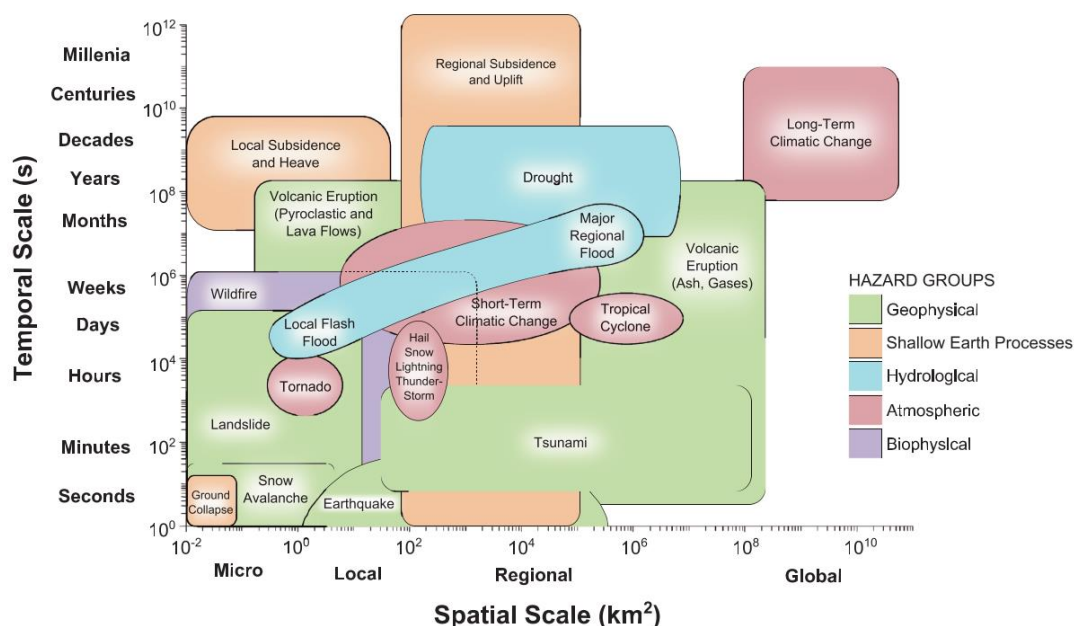 Temporal Scale (s)
Millenia
Centuries
Decades
Years
Months
Weeks
Days
Hours
Minutes
Seconds
10^12
10^10
10^8
10^6
10^4
10^2
10^0
Regional Subsidence
and Uplift
Long-Term
Climatic Change
Local Subsidence
and Heave
Drought
Volcanic Eruption
(Pyroclastic and
Lava Flows)
Major
Regional
Flood
Volcanic
Eruption
(Ash, Gases)
Wildfire
Short-Term
Climatic Change
Tropical
Cyclone
Local Flash
Flood
Hail
Snow
Lightning
Thunder-
Storm
Tornado
Landslide
Tsunami
Snow
Avalanche
Ground
Collapse
Earthquake
HAZARD GROUPS
Geophysical
Shallow Earth Processes
Hydrological
Atmospheric
Biophysical
10^-2
10^0
10^2
10^4
10^6
10^8
10^10
Micro
Local
Regional
Global
Spatial Scale (km²)